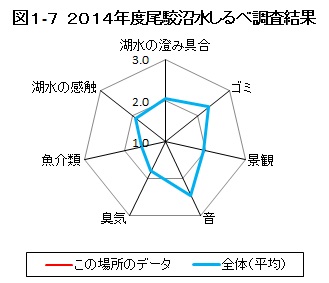 図1-7 2014年度尾駮沼水しるべ調査結果
湖水の澄み具合
3.0
湖水の感触
ゴミ
2.0
魚介類
1.0
景観
臭気
音
この場所のデータ
全体(平均)